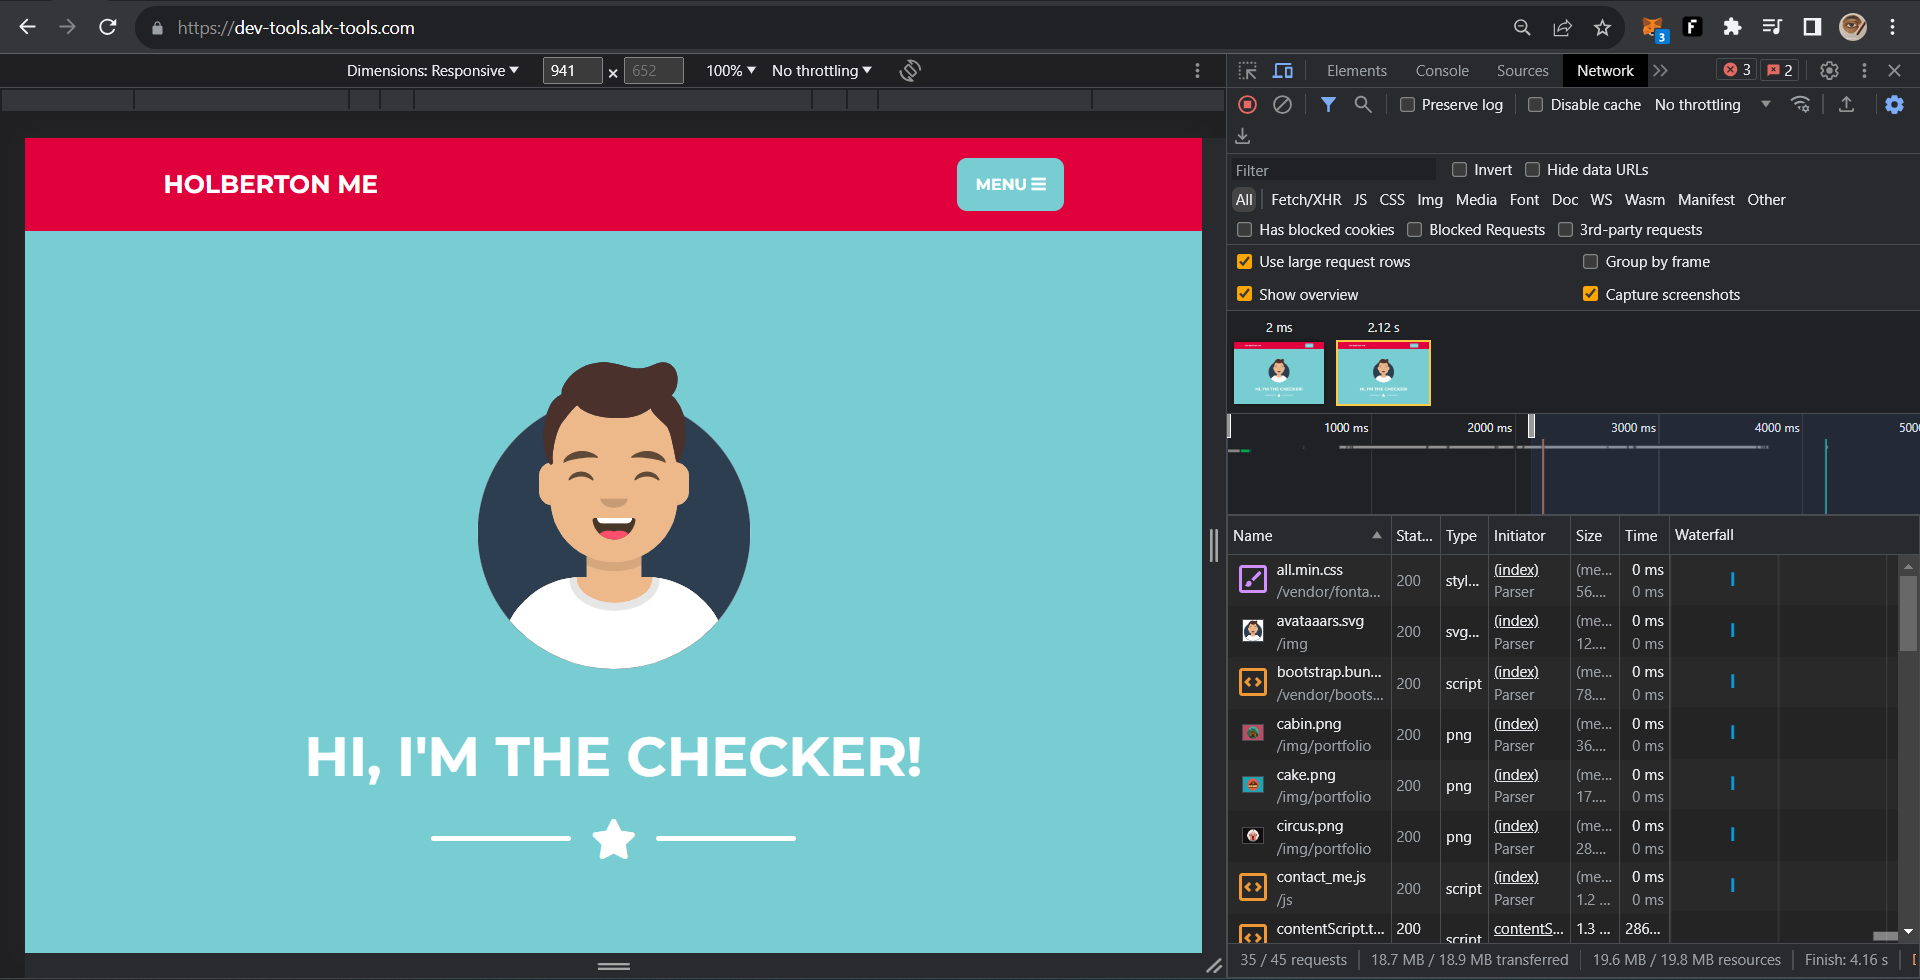 https://dev-tools.alx-tools.com
3
Dimensions: Responsive 941 × 652 100% No throttling
Elements Console Sources Network 3 2
Preserve log Disable cache No throttling
Filter Invert Hide data URLs
All Fetch/XHR JS CSS Img Media Font Doc WS Wasm Manifest Other
Has blocked cookies Blocked Requests 3rd-party requests
Use large request rows Group by frame
Show overview Capture screenshots
2 ms 2.12 s
1000 ms 2000 ms 3000 ms 4000 ms 5000
Name Stat... Type Initiator Size Time Waterfall
all.min.css 200 styl... (index) (me... 0 ms
/vendor/fonta... Parser 56.... 0 ms
avataaars.svg 200 svg... (index) (me... 0 ms
/img Parser 12.... 0 ms
bootstrap.bun... 200 script (index) (me... 0 ms
/vendor/boots... Parser 78.... 0 ms
cabin.png 200 png (index) (me... 0 ms
/img/portfolio Parser 36.... 0 ms
cake.png 200 png (index) (me... 0 ms
/img/portfolio Parser 17.... 0 ms
circus.png 200 png (index) (me... 0 ms
/img/portfolio Parser 28.... 0 ms
contact_me.js 200 script (index) (me... 0 ms
/js Parser 1.2 ... 0 ms
contentScript.t... 200 script contentS... 1.3 ... 286...
35 / 45 requests 18.7 MB / 18.9 MB transferred 19.6 MB / 19.8 MB resources Finish: 4.16 s
HOLBERTON ME
MENU
HI, I'M THE CHECKER!